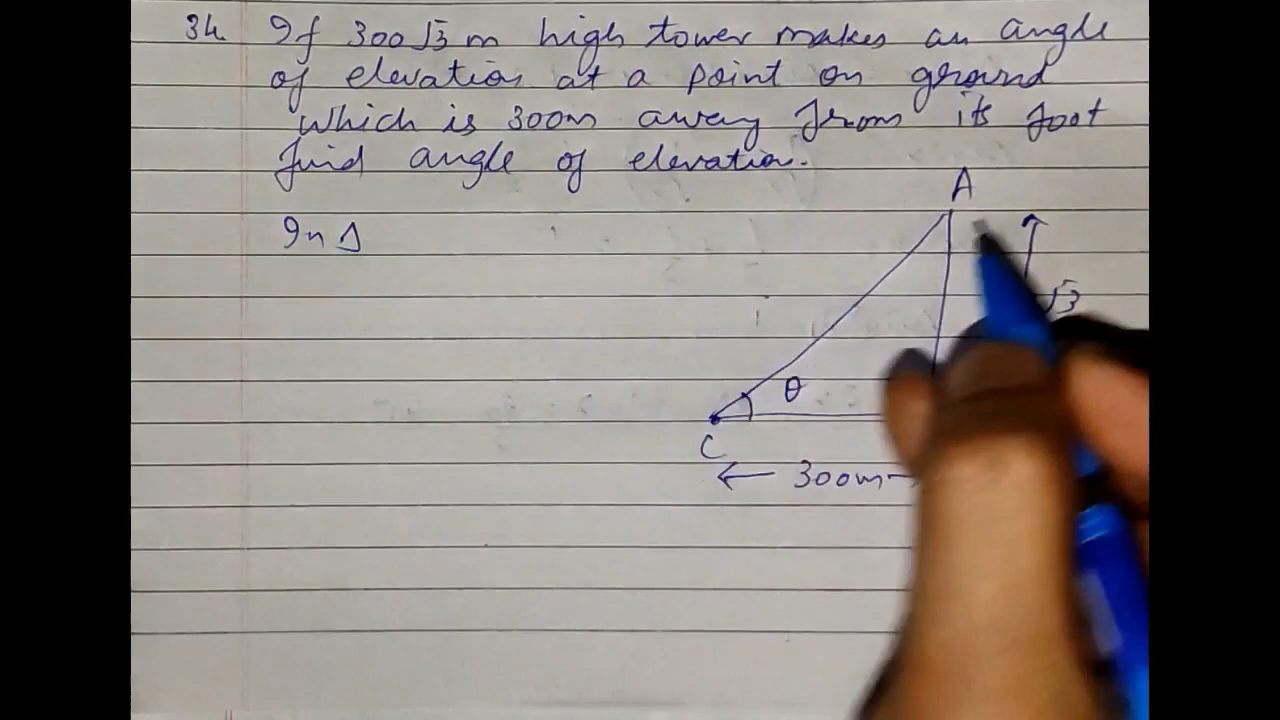 34. If 300√3 m high tower makes an angle
of elevation at a point on ground
which is 300m away from its foot
find angle of elevation.
A
In Δ
√3
θ
C
300m